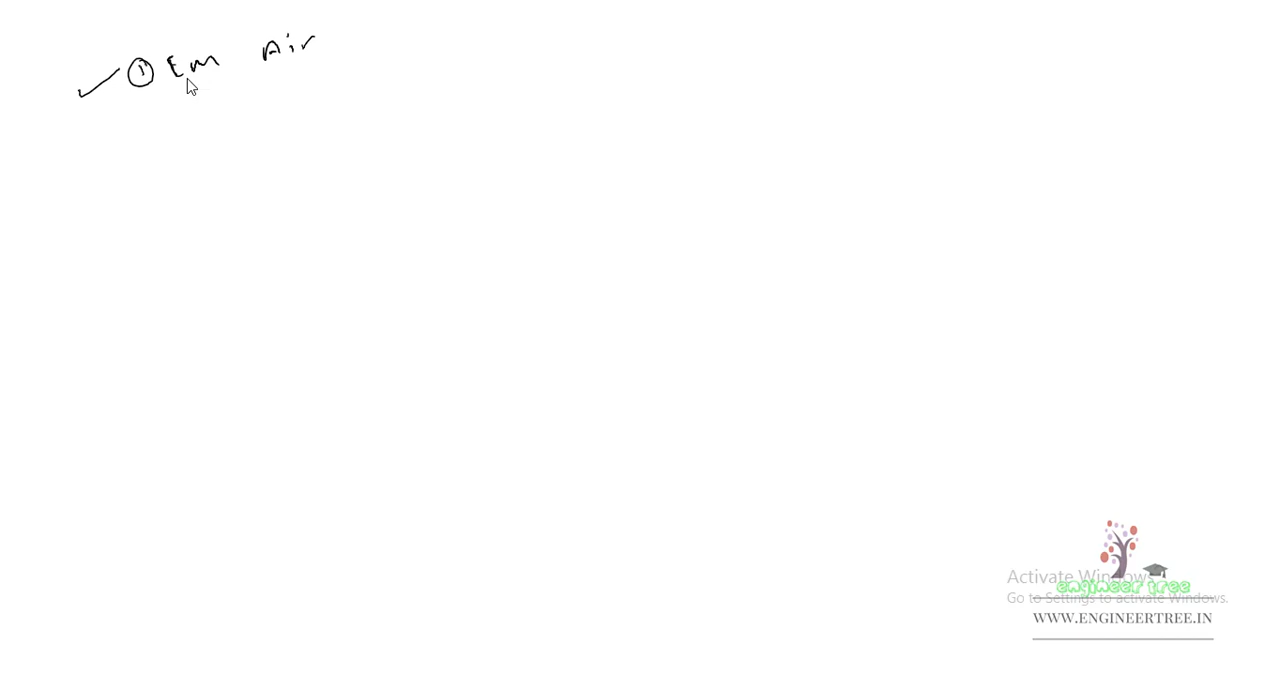 ① Em Air
Activate Windows
engineer tree
Go to Settings to activate Windows.
WWW.ENGINEERTREE.IN